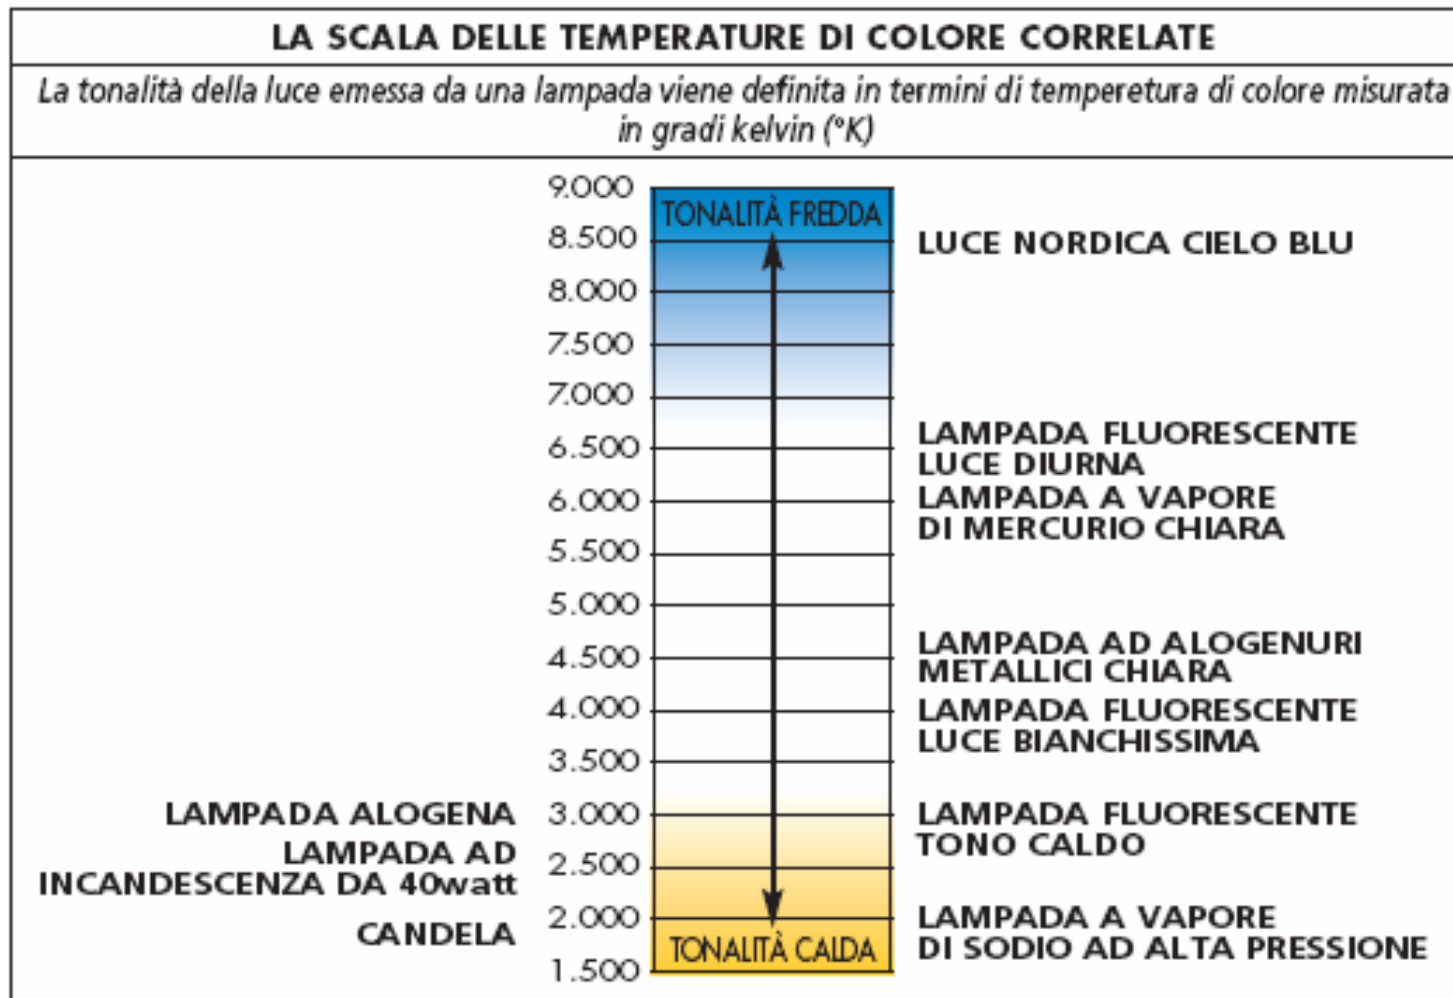 LA SCALA DELLE TEMPERATURE DI COLORE CORRELATE
La tonalità della luce emessa da una lampada viene definita in termini di temperetura di colore misurata
in gradi kelvin (°K)
9.000
TONALITÀ FREDDA
8.500
LUCE NORDICA CIELO BLU
8.000
7.500
7.000
6.500
LAMPADA FLUORESCENTE
LUCE DIURNA
6.000
LAMPADA A VAPORE
DI MERCURIO CHIARA
5.500
5.000
4.500
LAMPADA AD ALOGENURI
METALLICI CHIARA
4.000
LAMPADA FLUORESCENTE
LUCE BIANCHISSIMA
3.500
LAMPADA ALOGENA
3.000
LAMPADA FLUORESCENTE
TONO CALDO
LAMPADA AD
INCANDESCENZA DA 40watt
2.500
2.000
CANDELA
LAMPADA A VAPORE
DI SODIO AD ALTA PRESSIONE
TONALITÀ CALDA
1.500